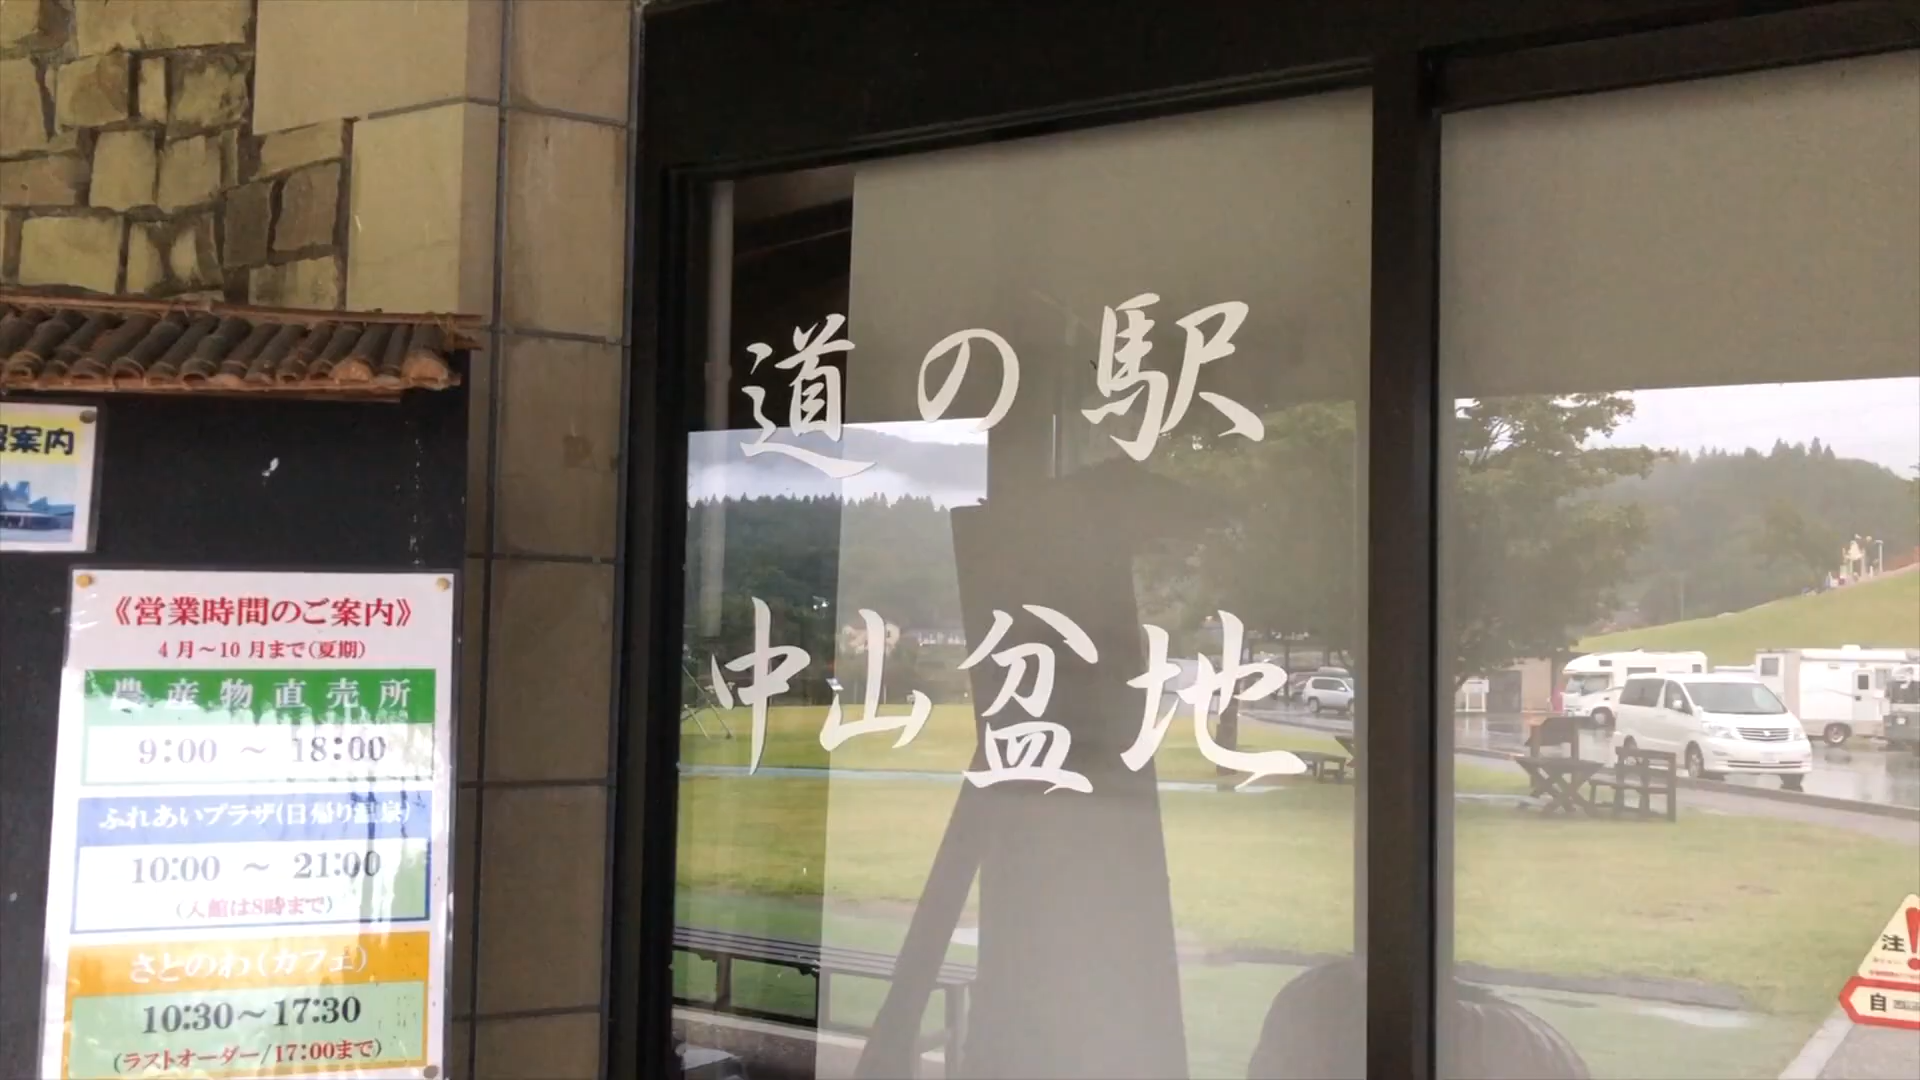 案内
《営業時間のご案内》
4月～10月まで(夏期)
農産物直売所
9:00 ～ 18:00
ふれあいプラザ(日帰り温泉)
10:00 ～ 21:00
(入館は8時まで)
さとのわ(カフェ)
10:30～17:30
(ラストオーダー/17:00まで)
道の駅
中山盆地
注
自